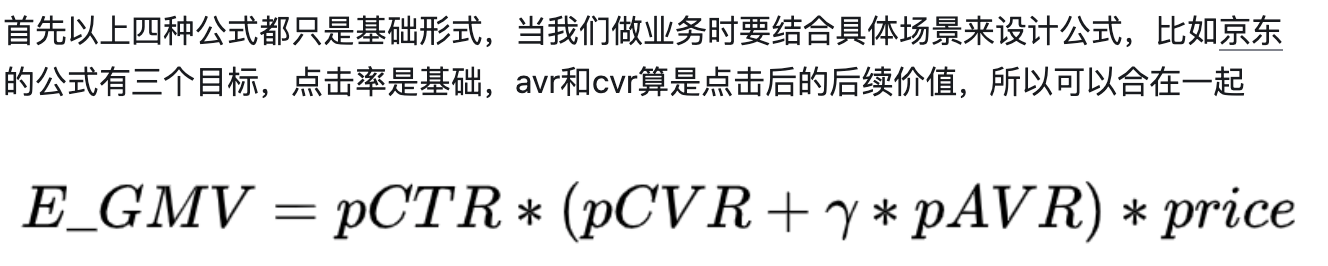 首先以上四种公式都只是基础形式，当我们做业务时要结合具体场景来设计公式，比如京东
的公式有三个目标，点击率是基础，avr和cvr算是点击后的后续价值，所以可以合在一起
E_GMV = pCTR * (pCVR + γ * pAVR) * price